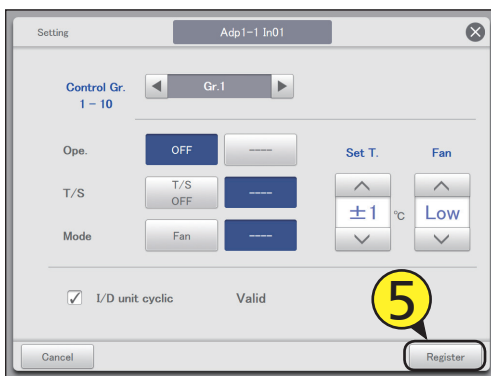 Setting
Adp1-1 In01
Control Gr.
1 - 10
Gr.1
Ope.
OFF
----
Set T.
Fan
T/S
T/S
OFF
----
±1
℃
Low
Mode
Fan
----
I/D unit cyclic
Valid
5
Cancel
Register